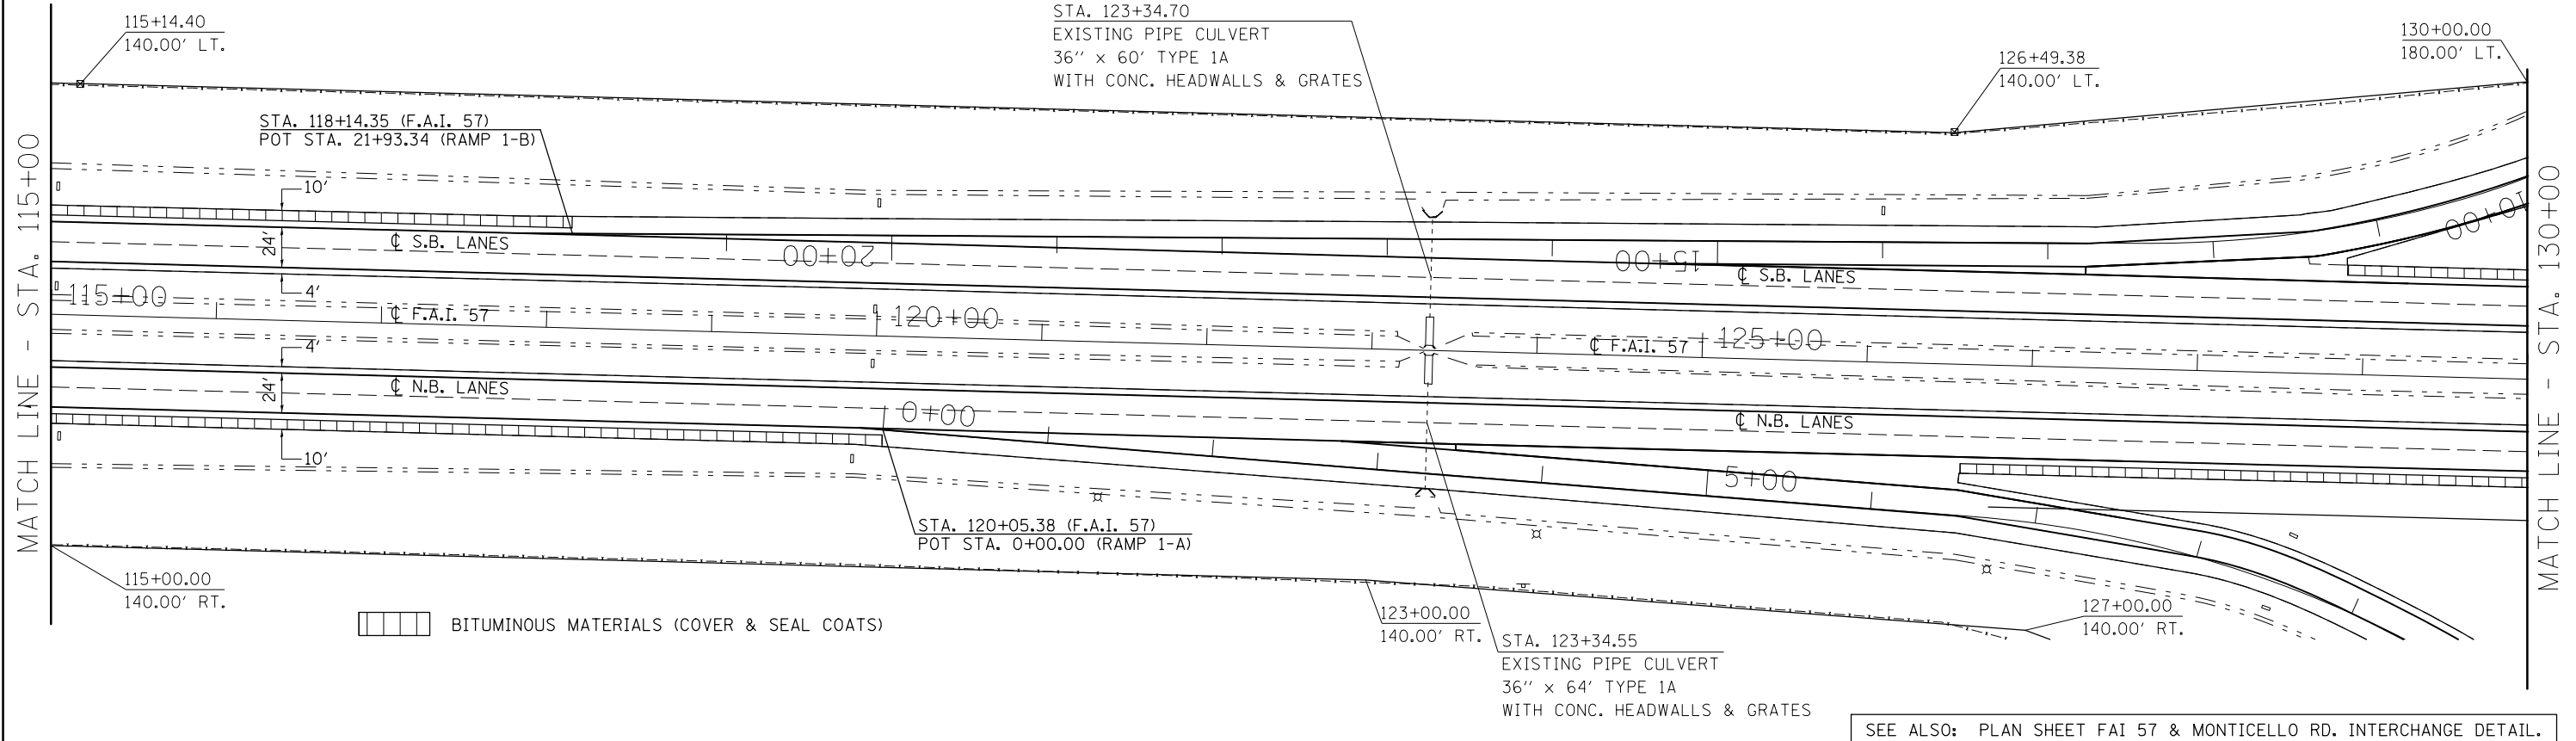 115+14.40
140.00' LT.
STA. 123+34.70
EXISTING PIPE CULVERT
36'' x 60' TYPE 1A
WITH CONC. HEADWALLS & GRATES
126+49.38
140.00' LT.
130+00.00
180.00' LT.
MATCH LINE - STA. 115+00
STA. 118+14.35 (F.A.I. 57)
POT STA. 21+93.34 (RAMP 1-B)
10'
24'
℄ S.B. LANES
20+00
15+00
℄ S.B. LANES
10+00
4'
115+00
℄ F.A.I. 57
120+00
℄ F.A.I. 57
125+00
4'
24'
℄ N.B. LANES
0+00
℄ N.B. LANES
10'
5+00
STA. 120+05.38 (F.A.I. 57)
POT STA. 0+00.00 (RAMP 1-A)
115+00.00
140.00' RT.
BITUMINOUS MATERIALS (COVER & SEAL COATS)
123+00.00
140.00' RT.
STA. 123+34.55
EXISTING PIPE CULVERT
36'' x 64' TYPE 1A
WITH CONC. HEADWALLS & GRATES
127+00.00
140.00' RT.
MATCH LINE - STA. 130+00
SEE ALSO: PLAN SHEET FAI 57 & MONTICELLO RD. INTERCHANGE DETAIL.